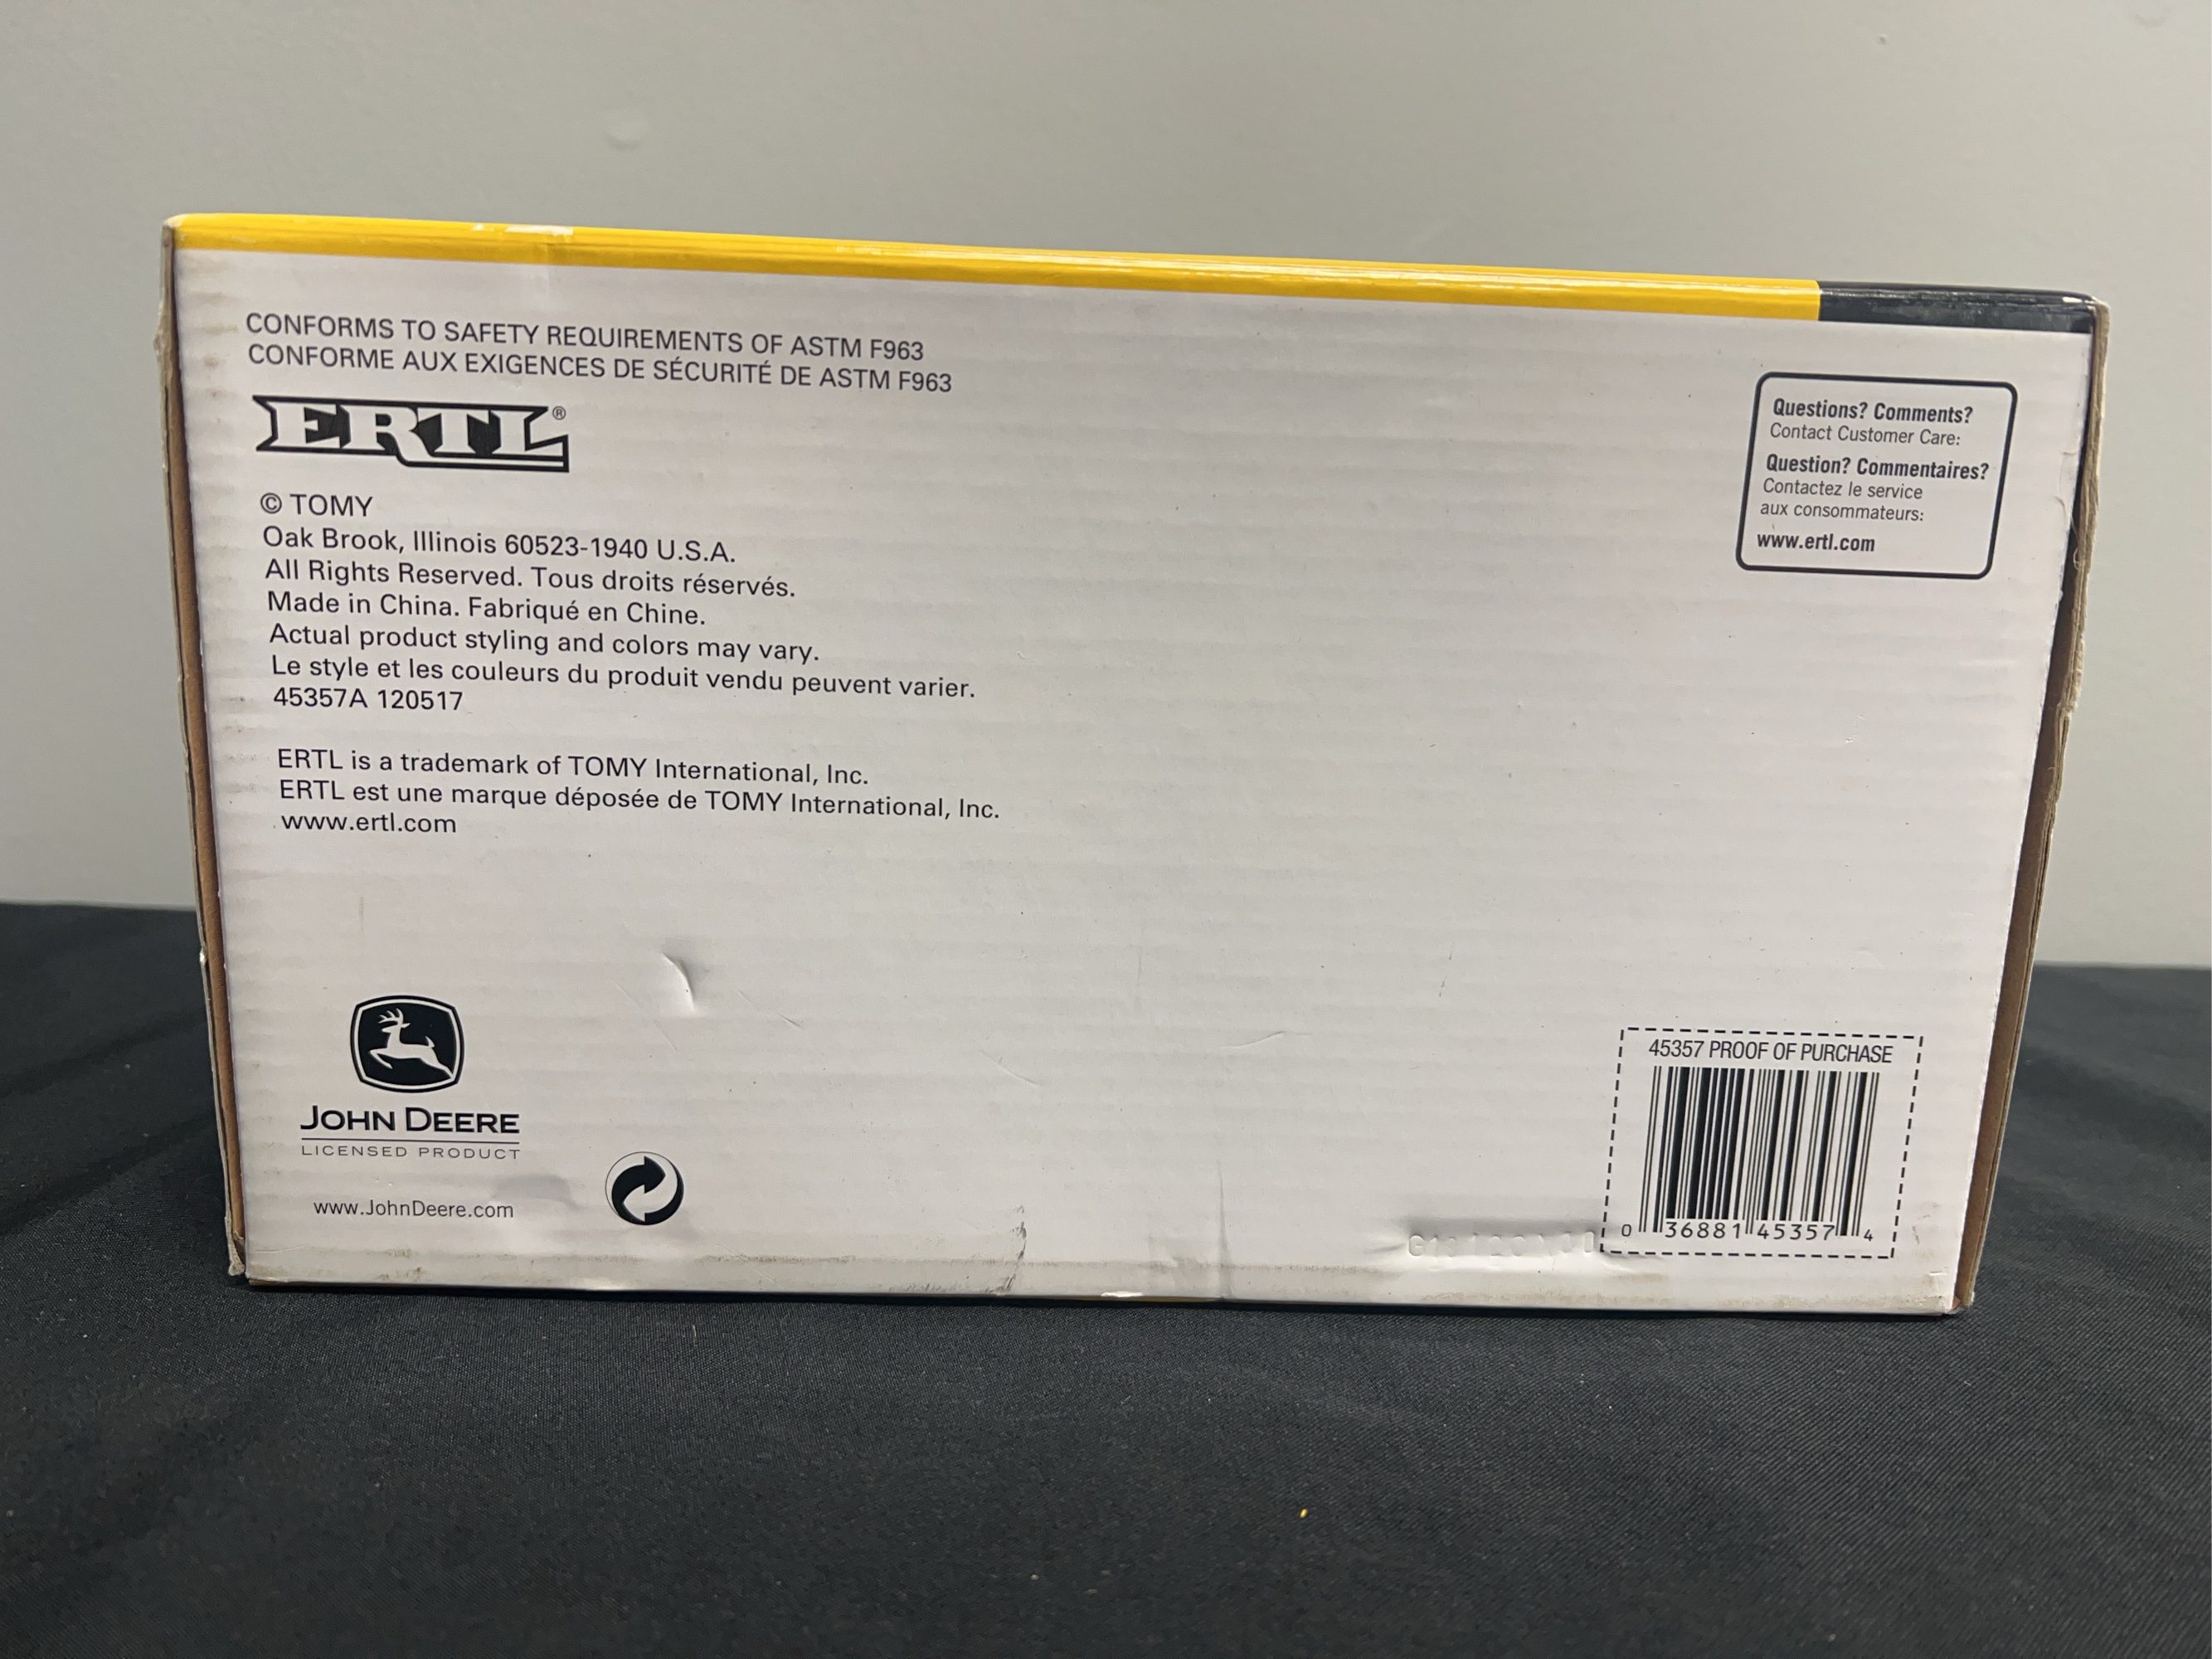 CONFORMS TO SAFETY REQUIREMENTS OF ASTM F963
CONFORME AUX EXIGENCES DE SÉCURITÉ DE ASTM F963
ERTL®
© TOMY
Oak Brook, Illinois 60523-1940 U.S.A.
All Rights Reserved. Tous droits réservés.
Made in China. Fabriqué en Chine.
Actual product styling and colors may vary.
Le style et les couleurs du produit vendu peuvent varier.
45357A 120517
ERTL is a trademark of TOMY International, Inc.
ERTL est une marque déposée de TOMY International, Inc.
www.ertl.com
Questions? Comments?
Contact Customer Care:
Question? Commentaires?
Contactez le service
aux consommateurs:
www.ertl.com
JOHN DEERE
LICENSED PRODUCT
www.JohnDeere.com
45357 PROOF OF PURCHASE
0 36881 45357 4